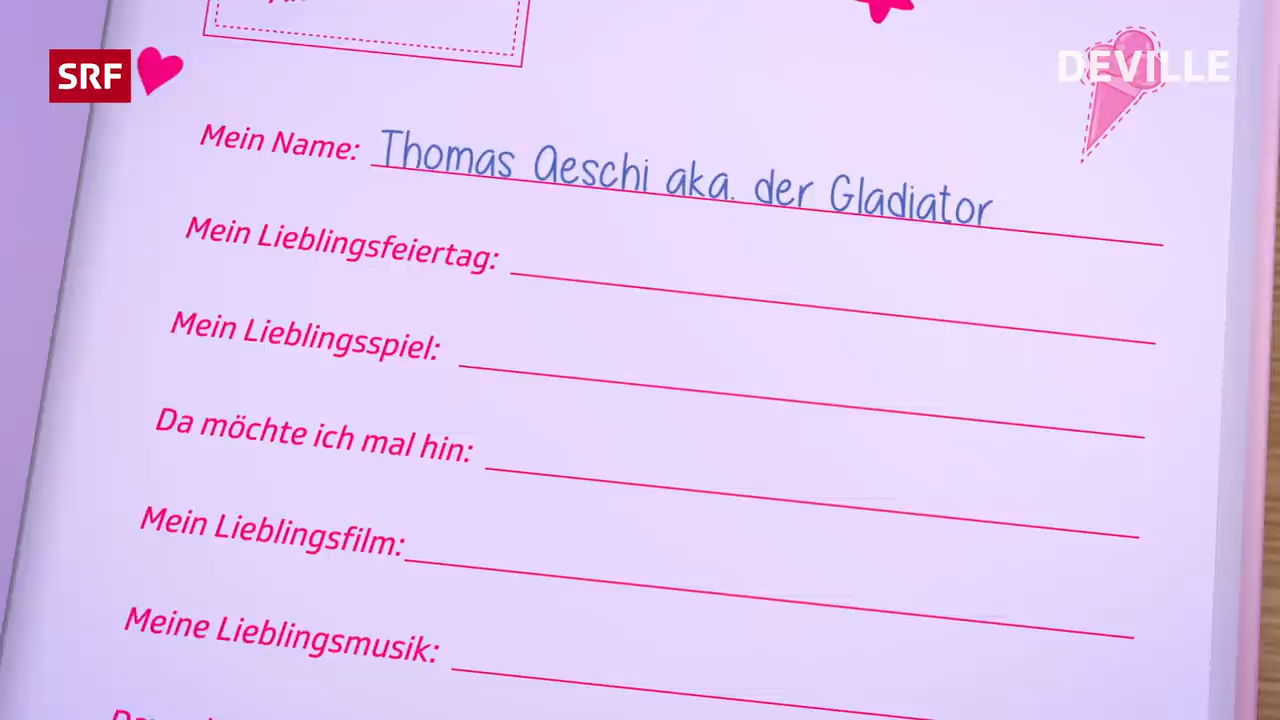 SRF
DEVILLE
Mein Name: Thomas Aeschi aka. der Gladiator
Mein Lieblingsfeiertag:
Mein Lieblingsspiel:
Da möchte ich mal hin:
Mein Lieblingsfilm:
Meine Lieblingsmusik: